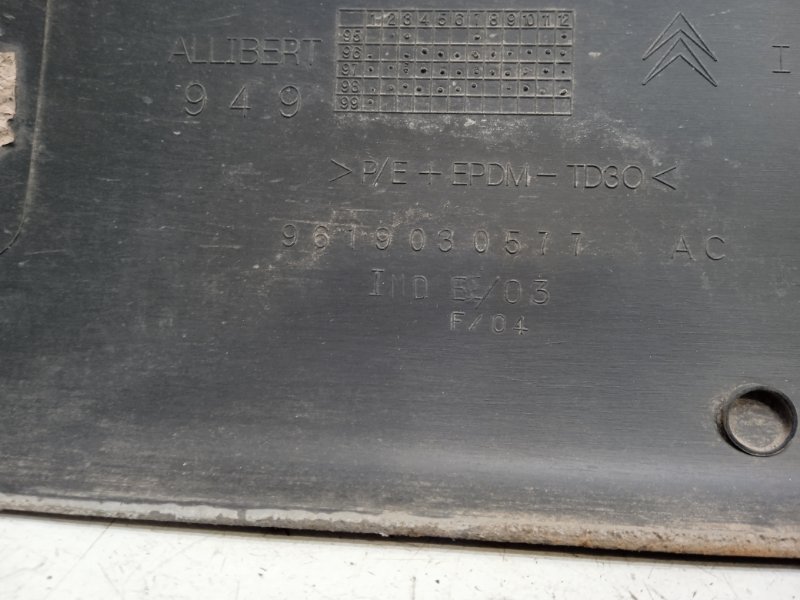 1 2 3 4 5 6 7 8 9 10 11 12
95
ALLIBERT 96 I
97
949 98
99
>P/E+EPDM-TD30<
9619030577 AC
IND E/03
F/04